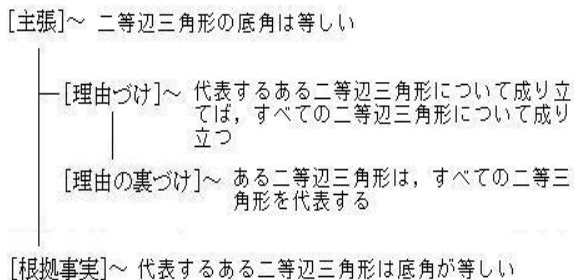 [主張]～ 二等辺三角形の底角は等しい
[理由づけ]～ 代表するある二等辺三角形について成り立
てば，すべての二等辺三角形について成り
立つ
[理由の裏づけ]～ ある二等辺三角形は，すべての二等三
角形を代表する
[根拠事実]～ 代表するある二等辺三角形は底角が等しい